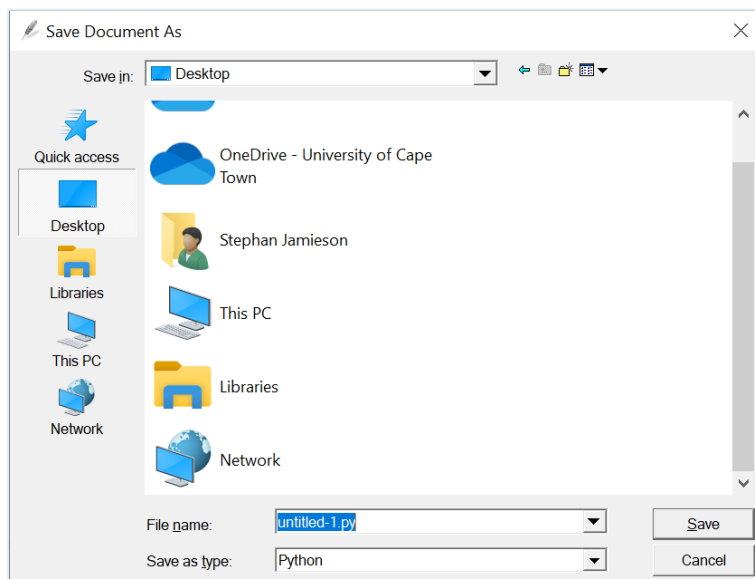 Save Document As
Save in:
Desktop
Quick access
Desktop
Libraries
This PC
Network
OneDrive - University of Cape
Town
Stephan Jamieson
This PC
Libraries
Network
File name:
untitled-1.py
Save
Save as type:
Python
Cancel